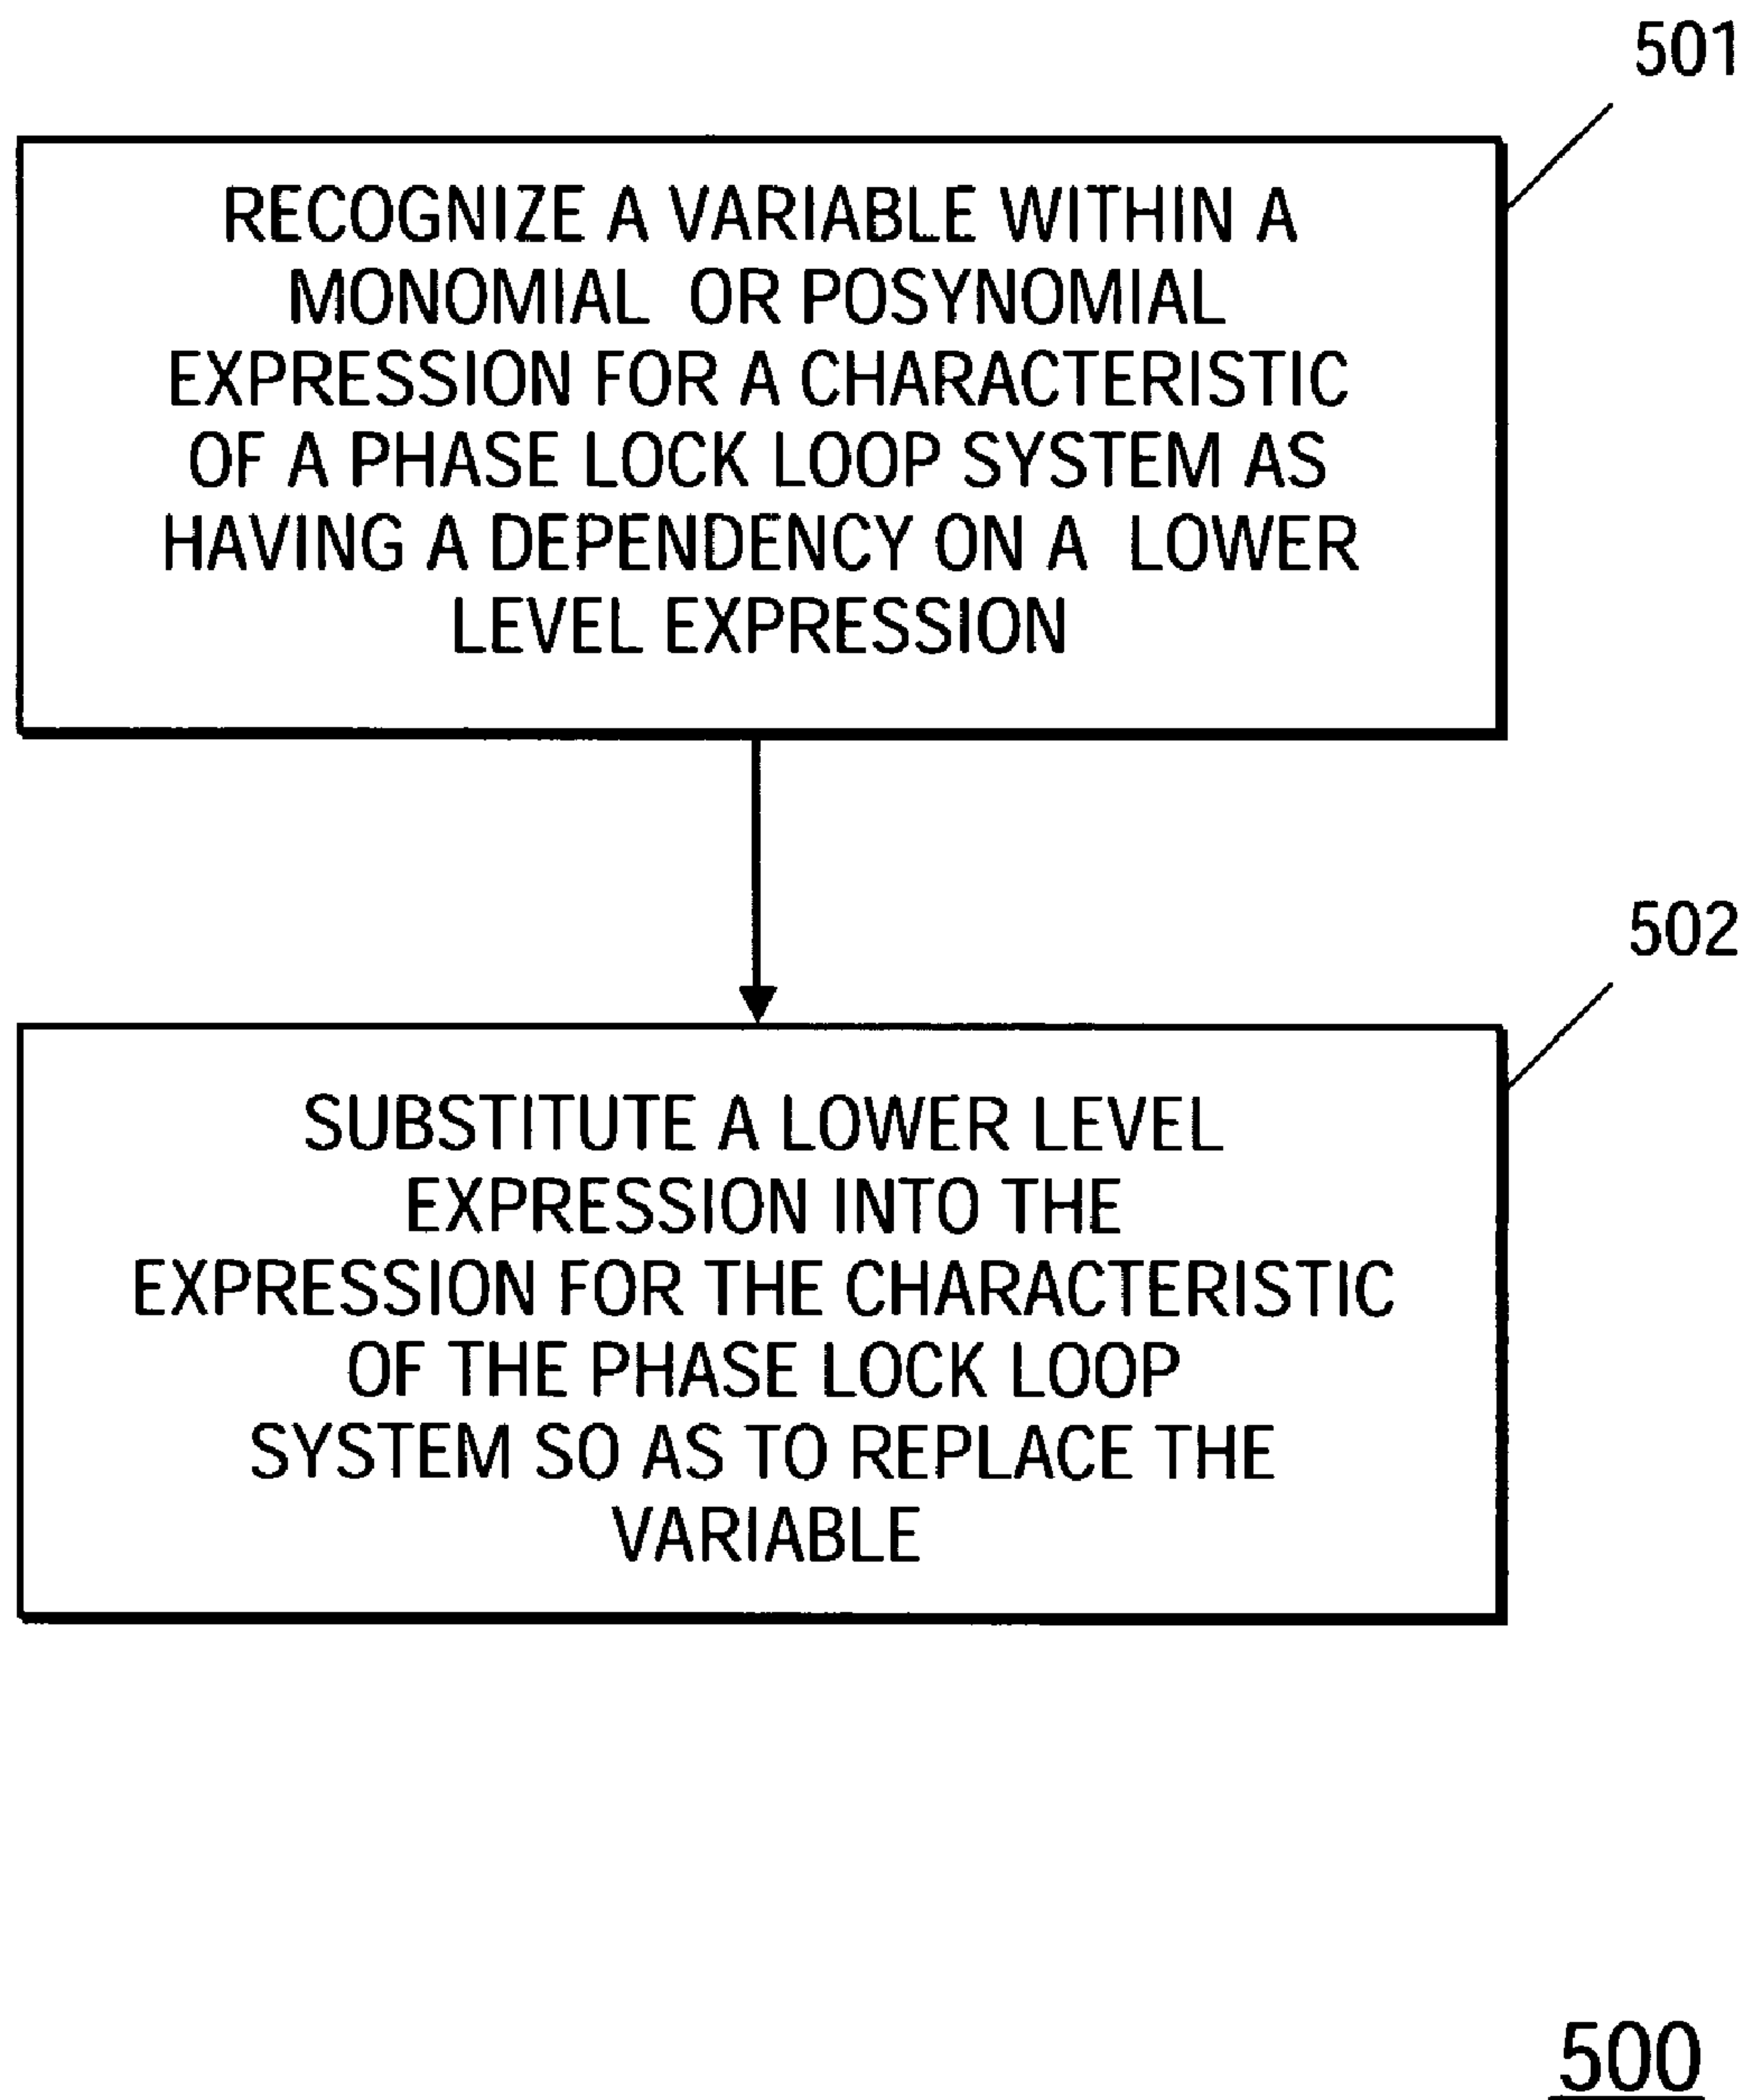 501
RECOGNIZE A VARIABLE WITHIN A
MONOMIAL OR POSYNOMIAL
EXPRESSION FOR A CHARACTERISTIC
OF A PHASE LOCK LOOP SYSTEM AS
HAVING A DEPENDENCY ON A LOWER
LEVEL EXPRESSION
502
SUBSTITUTE A LOWER LEVEL
EXPRESSION INTO THE
EXPRESSION FOR THE CHARACTERISTIC
OF THE PHASE LOCK LOOP
SYSTEM SO AS TO REPLACE THE
VARIABLE
500